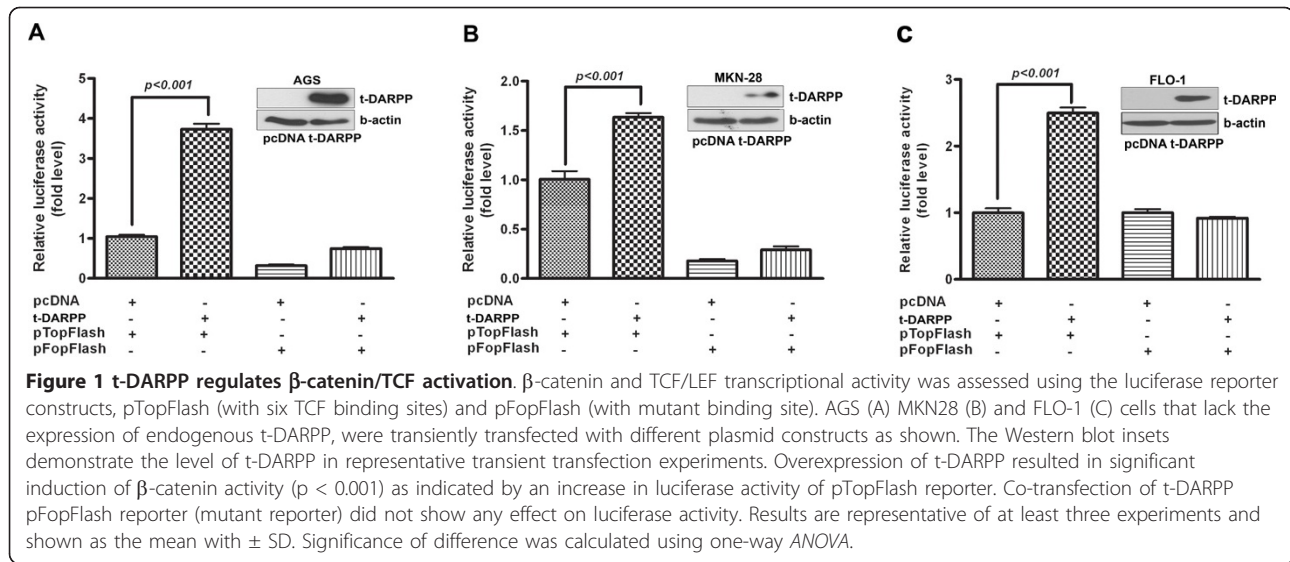 A
Relative luciferase activity
(fold level)
5
4
3
2
1
0
p<0.001
AGS
t-DARPP
b-actin
pcDNA t-DARPP
pcDNA + - + -
t-DARPP - + - +
pTopFlash + + - -
pFopFlash - - + +
B
Relative luciferase activity
(fold level)
2.0
1.5
1.0
0.5
0.0
p<0.001
MKN-28
t-DARPP
b-actin
pcDNA t-DARPP
pcDNA + - + -
t-DARPP - + - +
pTopFlash + + - -
pFopFlash - - + +
C
Relative luciferase activity
(fold level)
3
2
1
0
p<0.001
FLO-1
t-DARPP
b-actin
pcDNA t-DARPP
pcDNA + - + -
t-DARPP - + - +
pTopFlash + + - -
pFopFlash - - + +
Figure 1 t-DARPP regulates β-catenin/TCF activation. β-catenin and TCF/LEF transcriptional activity was assessed using the luciferase reporter
constructs, pTopFlash (with six TCF binding sites) and pFopFlash (with mutant binding site). AGS (A) MKN28 (B) and FLO-1 (C) cells that lack the
expression of endogenous t-DARPP, were transiently transfected with different plasmid constructs as shown. The Western blot insets
demonstrate the level of t-DARPP in representative transient transfection experiments. Overexpression of t-DARPP resulted in significant
induction of β-catenin activity (p < 0.001) as indicated by an increase in luciferase activity of pTopFlash reporter. Co-transfection of t-DARPP
pFopFlash reporter (mutant reporter) did not show any effect on luciferase activity. Results are representative of at least three experiments and
shown as the mean with ± SD. Significance of difference was calculated using one-way ANOVA.